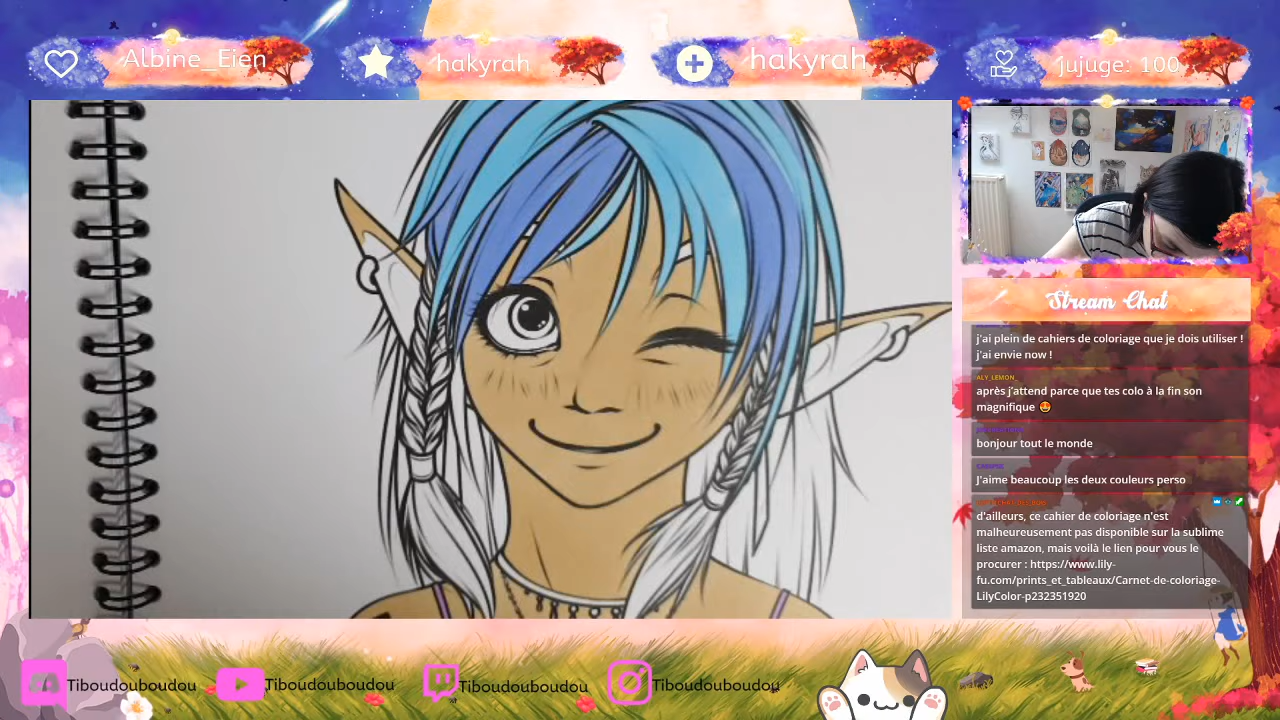 Albine_Eien
hakyrah
hakyrah
jujuge: 100
Stream Chat
j'ai plein de cahiers de coloriage que je dois utiliser !
j'ai envie now !
ALY_LEMON_
après j'attend parce que tes colo à la fin son
magnifique 🤩
bonjour tout le monde
J'aime beaucoup les deux couleurs perso
d'ailleurs, ce cahier de coloriage n'est
malheureusement pas disponible sur la sublime
liste amazon, mais voilà le lien pour vous le
procurer : https://www.lily-
fu.com/prints_et_tableaux/Carnet-de-coloriage-
LilyColor-p232351920
Tiboudouboudou
Tiboudouboudou
Tiboudouboudou
Tiboudouboudou